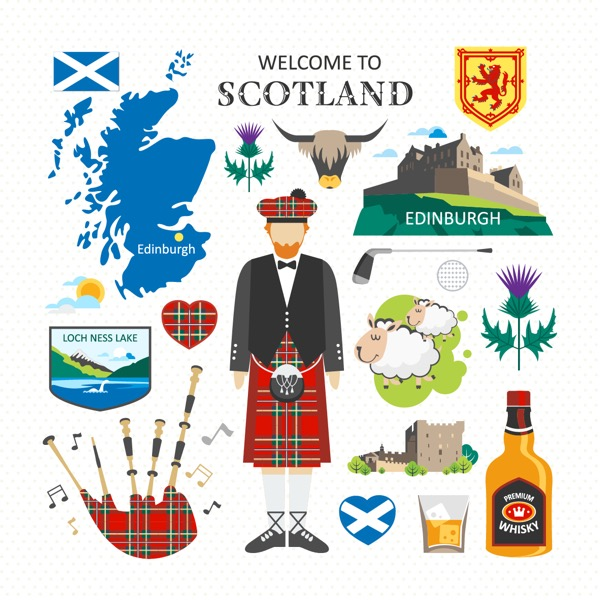 WELCOME TO
SCOTLAND
EDINBURGH
Edinburgh
LOCH NESS LAKE
PREMIUM
WHISKY